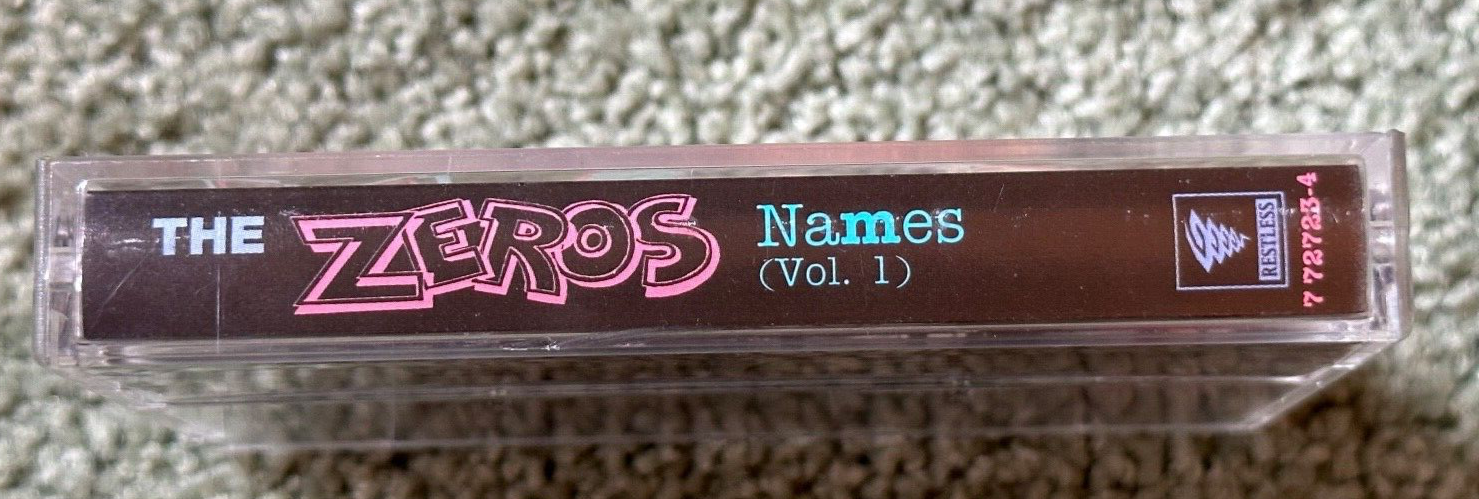 THE ZEROS
Names
(Vol. 1)
RESTLESS
7 72723-4